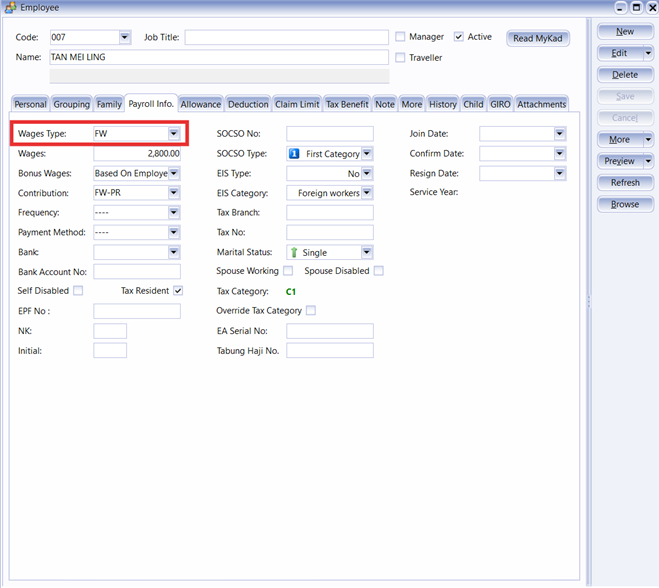 Employee
Code: 007 Job Title: Manager Active Read MyKad
Name: TAN MEI LING Traveller
Personal Grouping Family Payroll Info. Allowance Deduction Claim Limit Tax Benefit Note More History Child GIRO Attachments
Wages Type: FW SOCSO No: Join Date:
Wages: 2,800.00 SOCSO Type: 1 First Category Confirm Date:
Bonus Wages: Based On Employe EIS Type: No Resign Date:
Contribution: FW-PR EIS Category: Foreign workers Service Year:
Frequency: ---- Tax Branch:
Payment Method: ---- Tax No:
Bank: Marital Status: Single
Bank Account No: Spouse Working Spouse Disabled
Self Disabled Tax Resident Tax Category: C1
EPF No : Override Tax Category
NK: EA Serial No:
Initial: Tabung Haji No.
New
Edit
Delete
Save
Cancel
More
Preview
Refresh
Browse